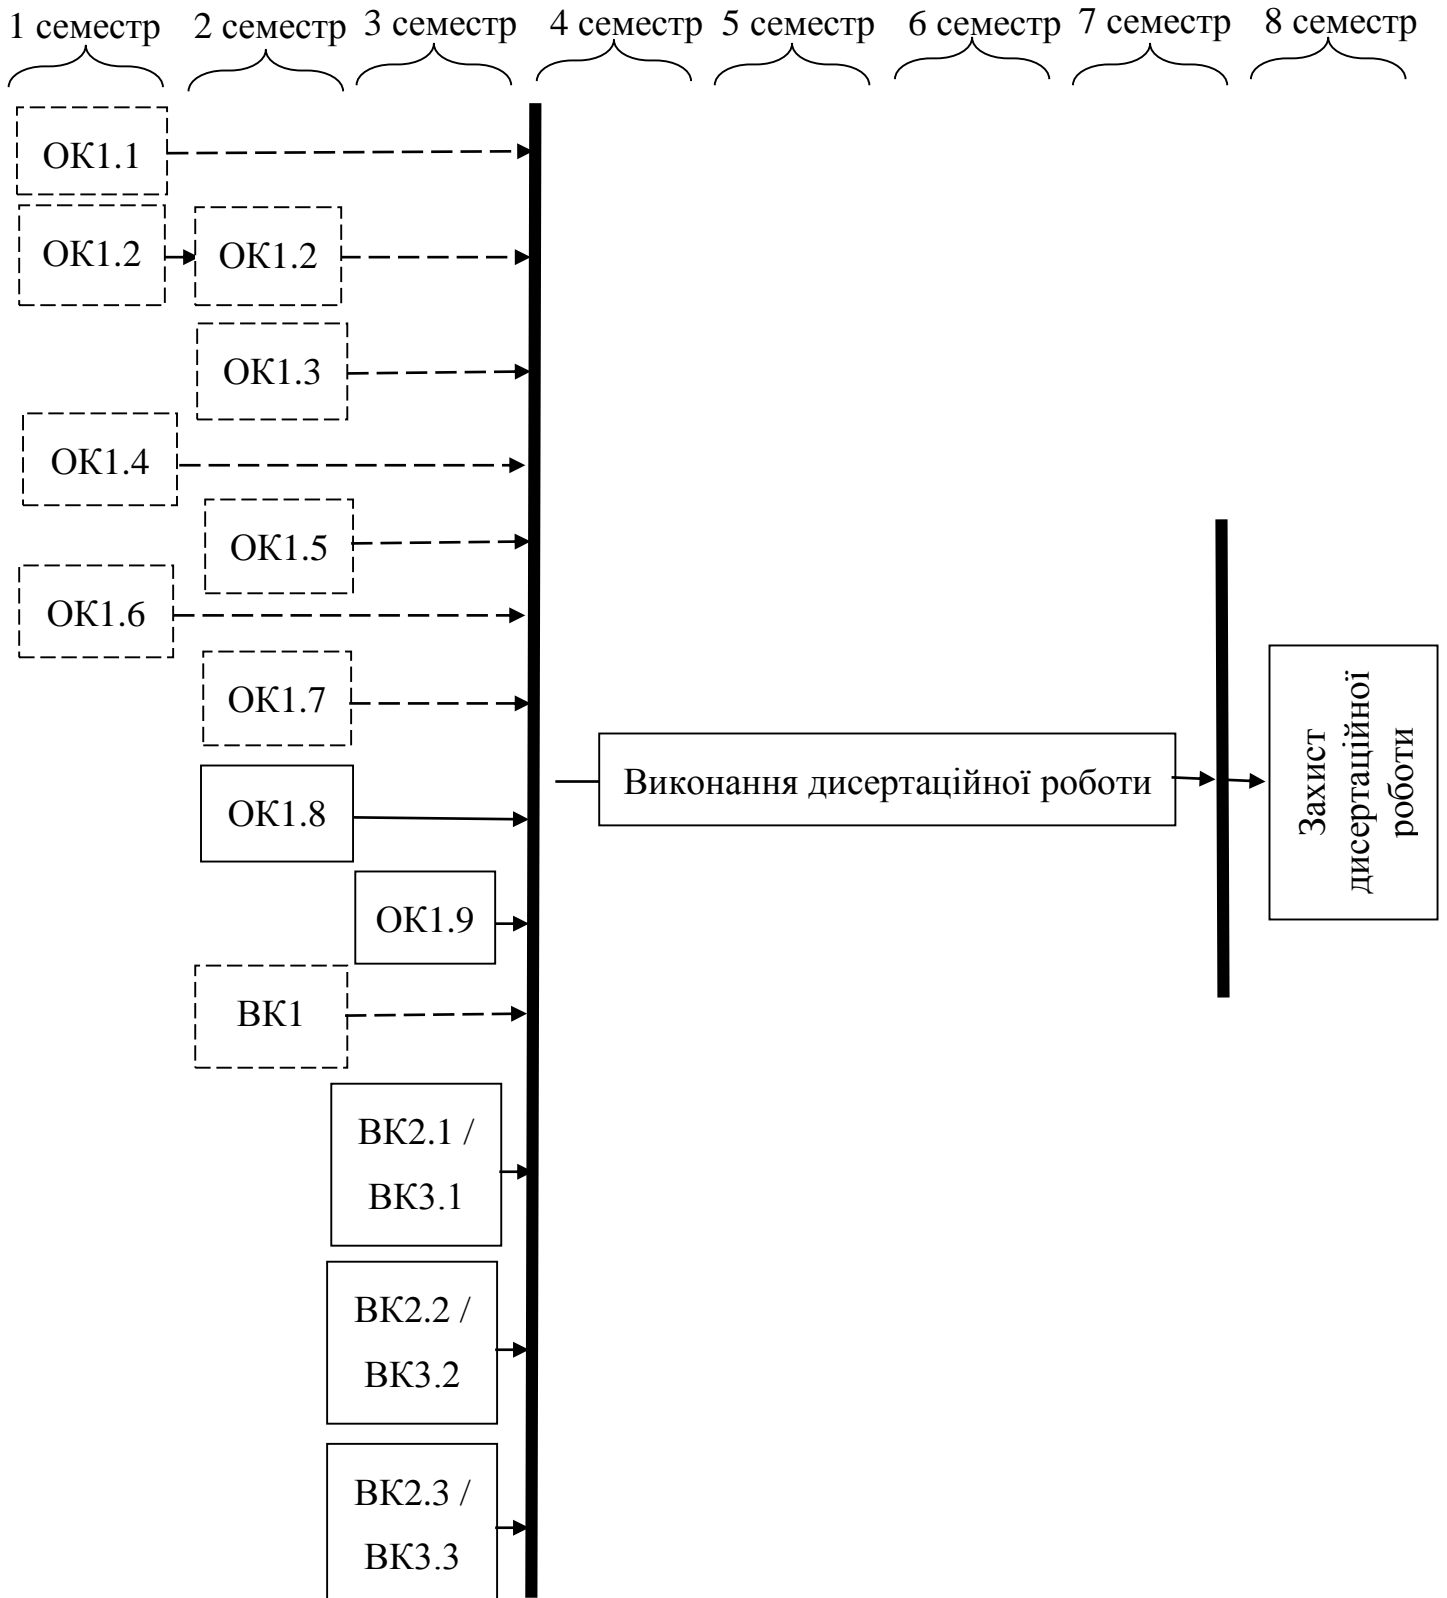 1 семестр 2 семестр 3 семестр 4 семестр 5 семестр 6 семестр 7 семестр 8 семестр
ОК1.1
ОК1.2 ОК1.2
ОК1.3
ОК1.4
ОК1.5
ОК1.6
ОК1.7
ОК1.8
ОК1.9
ВК1
ВК2.1 /
ВК3.1
ВК2.2 /
ВК3.2
ВК2.3 /
ВК3.3
Виконання дисертаційної роботи
Захист
дисертаційної
роботи